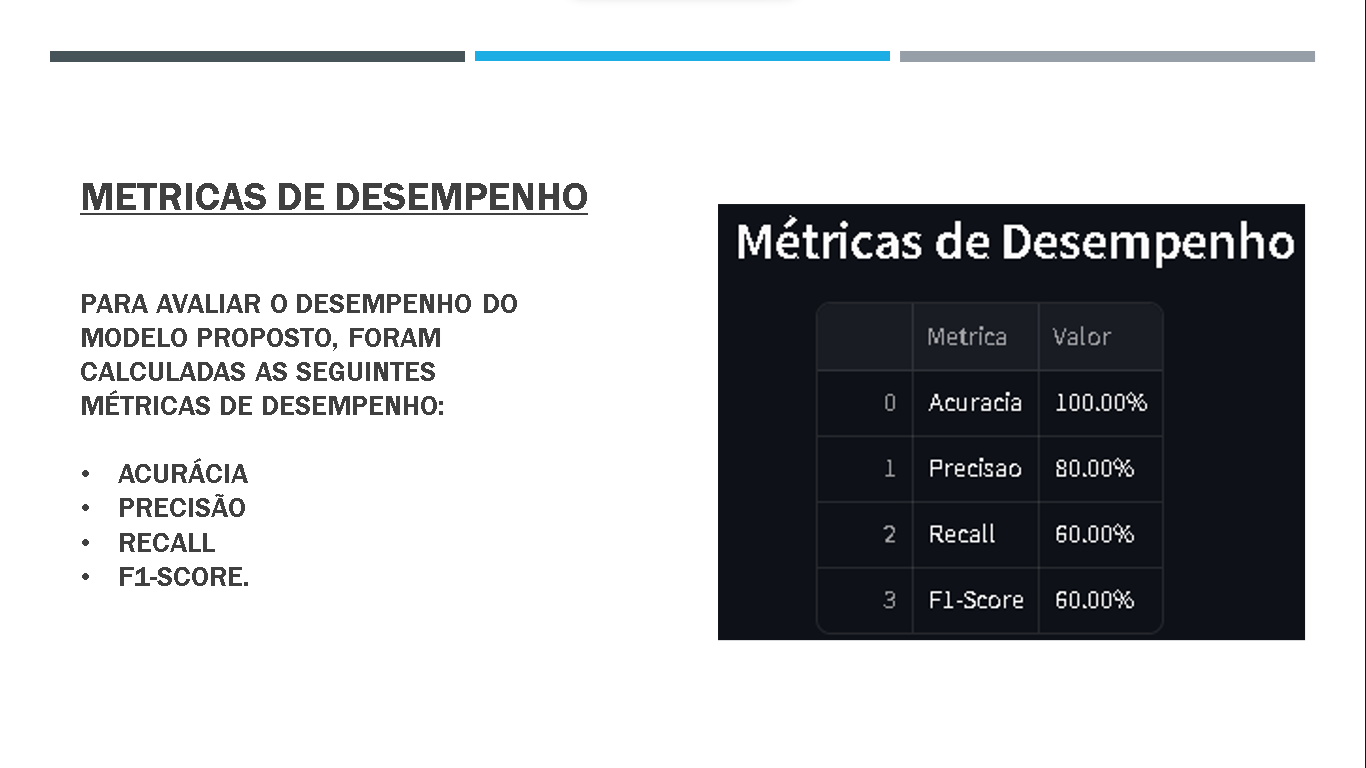 METRICAS DE DESEMPENHO
PARA AVALIAR O DESEMPENHO DO
MODELO PROPOSTO, FORAM
CALCULADAS AS SEGUINTES
MÉTRICAS DE DESEMPENHO:
• ACURÁCIA
• PRECISÃO
• RECALL
• F1-SCORE.
Métricas de Desempenho
Metrica Valor
0 Acuracia 100.00%
1 Precisao 80.00%
2 Recall 60.00%
3 F1-Score 60.00%